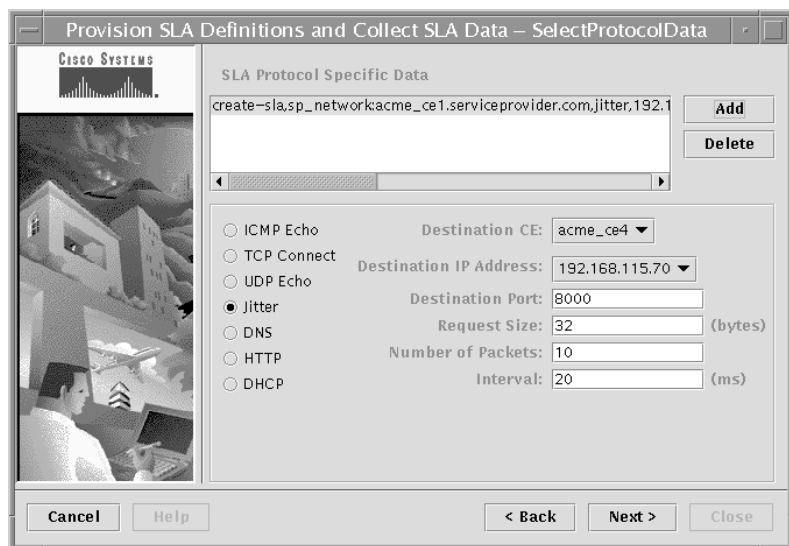 Provision SLA Definitions and Collect SLA Data – SelectProtocolData
CISCO SYSTEMS
SLA Protocol Specific Data
create-sla,sp_network:acme_ce1.serviceprovider.com,jitter,192.1
Add
Delete
ICMP Echo
TCP Connect
UDP Echo
Jitter
DNS
HTTP
DHCP
Destination CE: acme_ce4
Destination IP Address: 192.168.115.70
Destination Port: 8000
Request Size: 32 (bytes)
Number of Packets: 10
Interval: 20 (ms)
Cancel Help < Back Next > Close